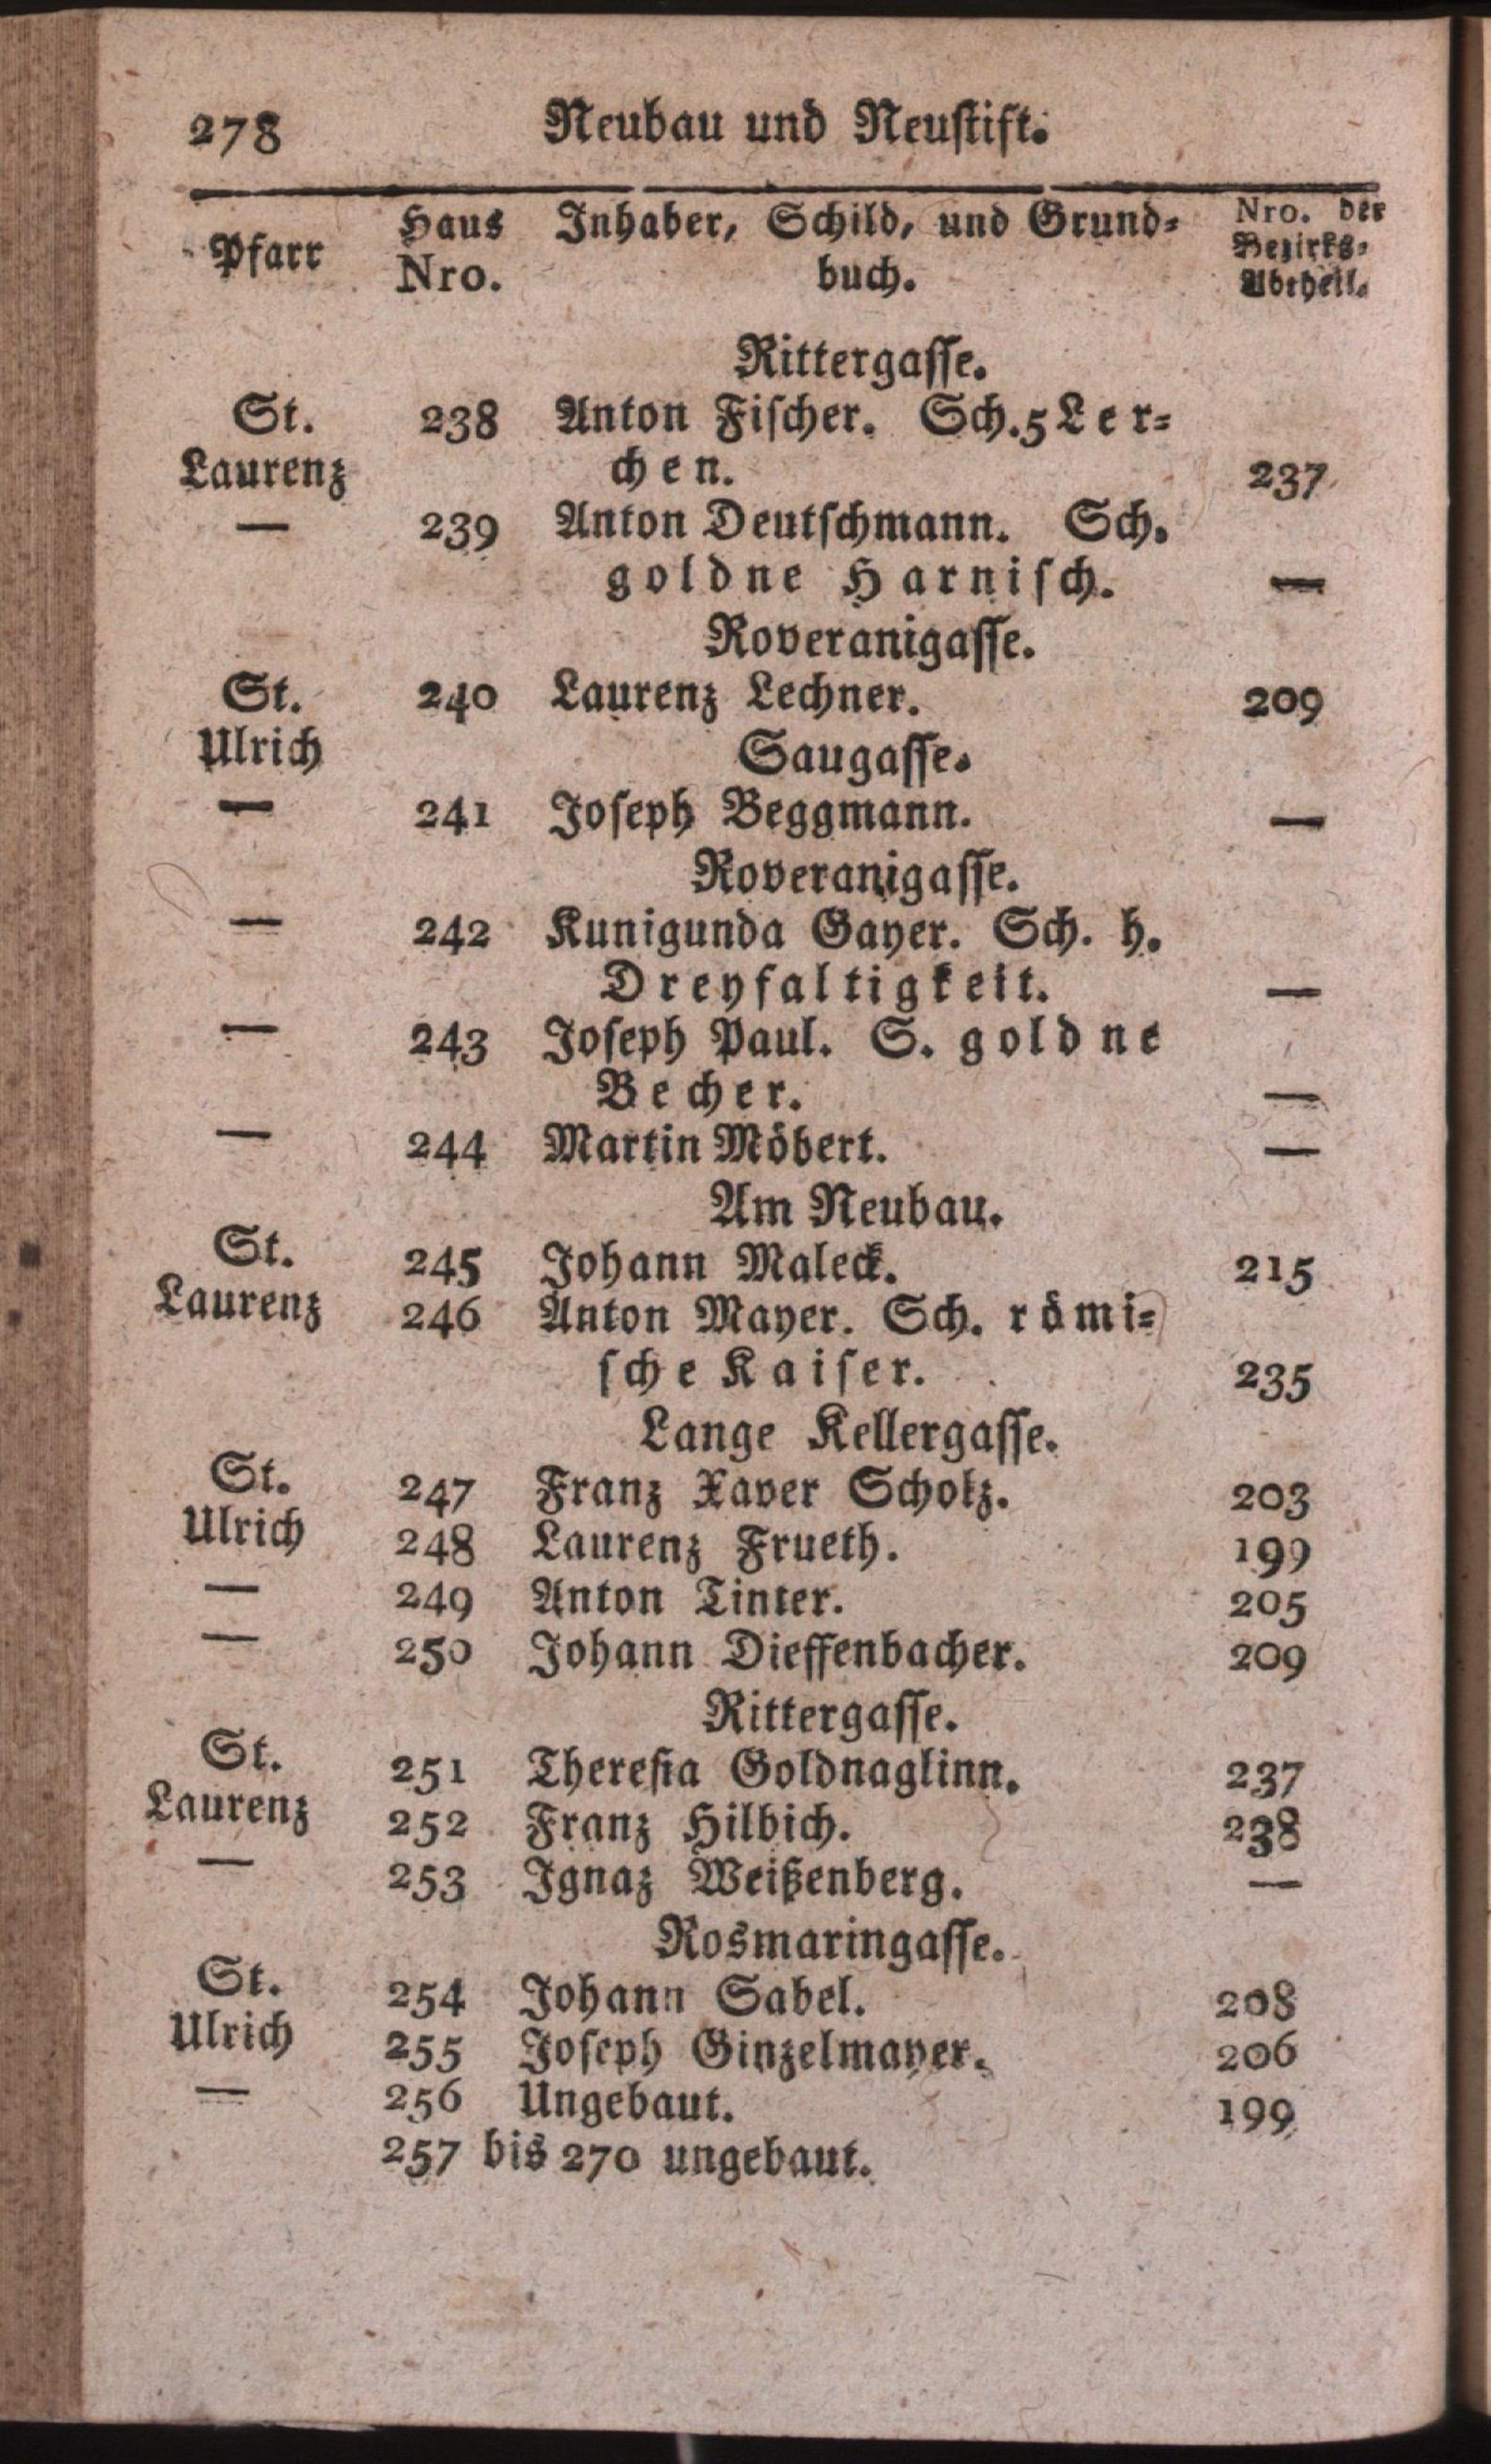 278 Neubau und Neustift.
Pfarr Haus Nro. Inhaber, Schild, und Grund= buch. Nro. der Bezirks= Abtheil.
Rittergasse.
St. 238 Anton Fischer. Sch. 5 Ler=
Laurenz chen. 237
— 239 Anton Deutschmann. Sch.
goldne Harnisch. —
Roveranigasse.
St. 240 Laurenz Lechner. 209
Ulrich Saugasse.
— 241 Joseph Beggmann. —
Roveranigasse.
— 242 Kunigunda Gayer. Sch. h.
Dreyfaltigkeit. —
— 243 Joseph Paul. S. goldne
Becher. —
— 244 Martin Möbert. —
Am Neubau.
St. 245 Johann Maleck. 215
Laurenz 246 Anton Mayer. Sch. römi=
sche Kaiser. 235
Lange Kellergasse.
St. 247 Franz Xaver Scholz. 203
Ulrich 248 Laurenz Frueth. 199
— 249 Anton Tinter. 205
— 250 Johann Dieffenbacher. 209
Rittergasse.
St. 251 Theresia Goldnaglinn. 237
Laurenz 252 Franz Hilbich. 238
— 253 Ignaz Weißenberg. —
Rosmaringasse.
St. 254 Johann Sabel. 208
Ulrich 255 Joseph Ginzelmayer. 206
— 256 Ungebaut. 199
257 bis 270 ungebaut.